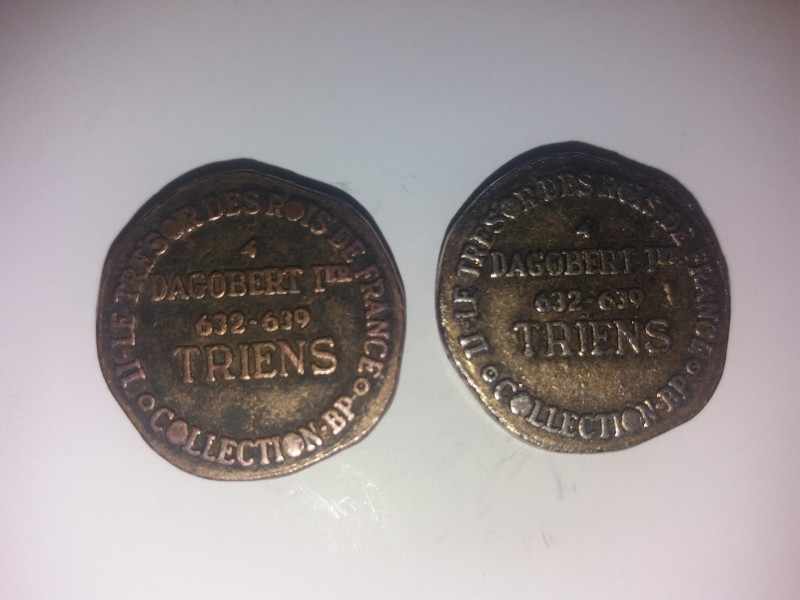 II-LE TRESOR DES ROIS DE FRANCE
4
DAGOBERT IER
632-639
TRIENS
COLLECTION-BP
II-LE TRESOR DES ROIS DE FRANCE
4
DAGOBERT IER
632-639
TRIENS
COLLECTION-BP